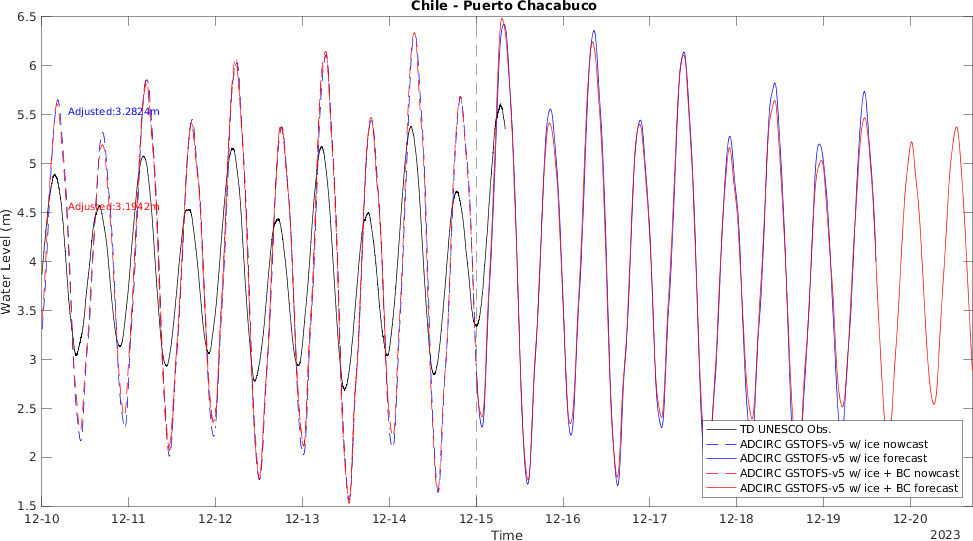 Chile - Puerto Chacabuco
6.5
6
5.5
5
4.5
4
3.5
3
2.5
2
1.5
Water Level (m)
Adjusted:3.2824m
Adjusted:3.1942m
TD UNESCO Obs.
ADCIRC GSTOFS-v5 w/ ice nowcast
ADCIRC GSTOFS-v5 w/ ice forecast
ADCIRC GSTOFS-v5 w/ ice + BC nowcast
ADCIRC GSTOFS-v5 w/ ice + BC forecast
12-10 12-11 12-12 12-13 12-14 12-15 12-16 12-17 12-18 12-19 12-20
Time
2023